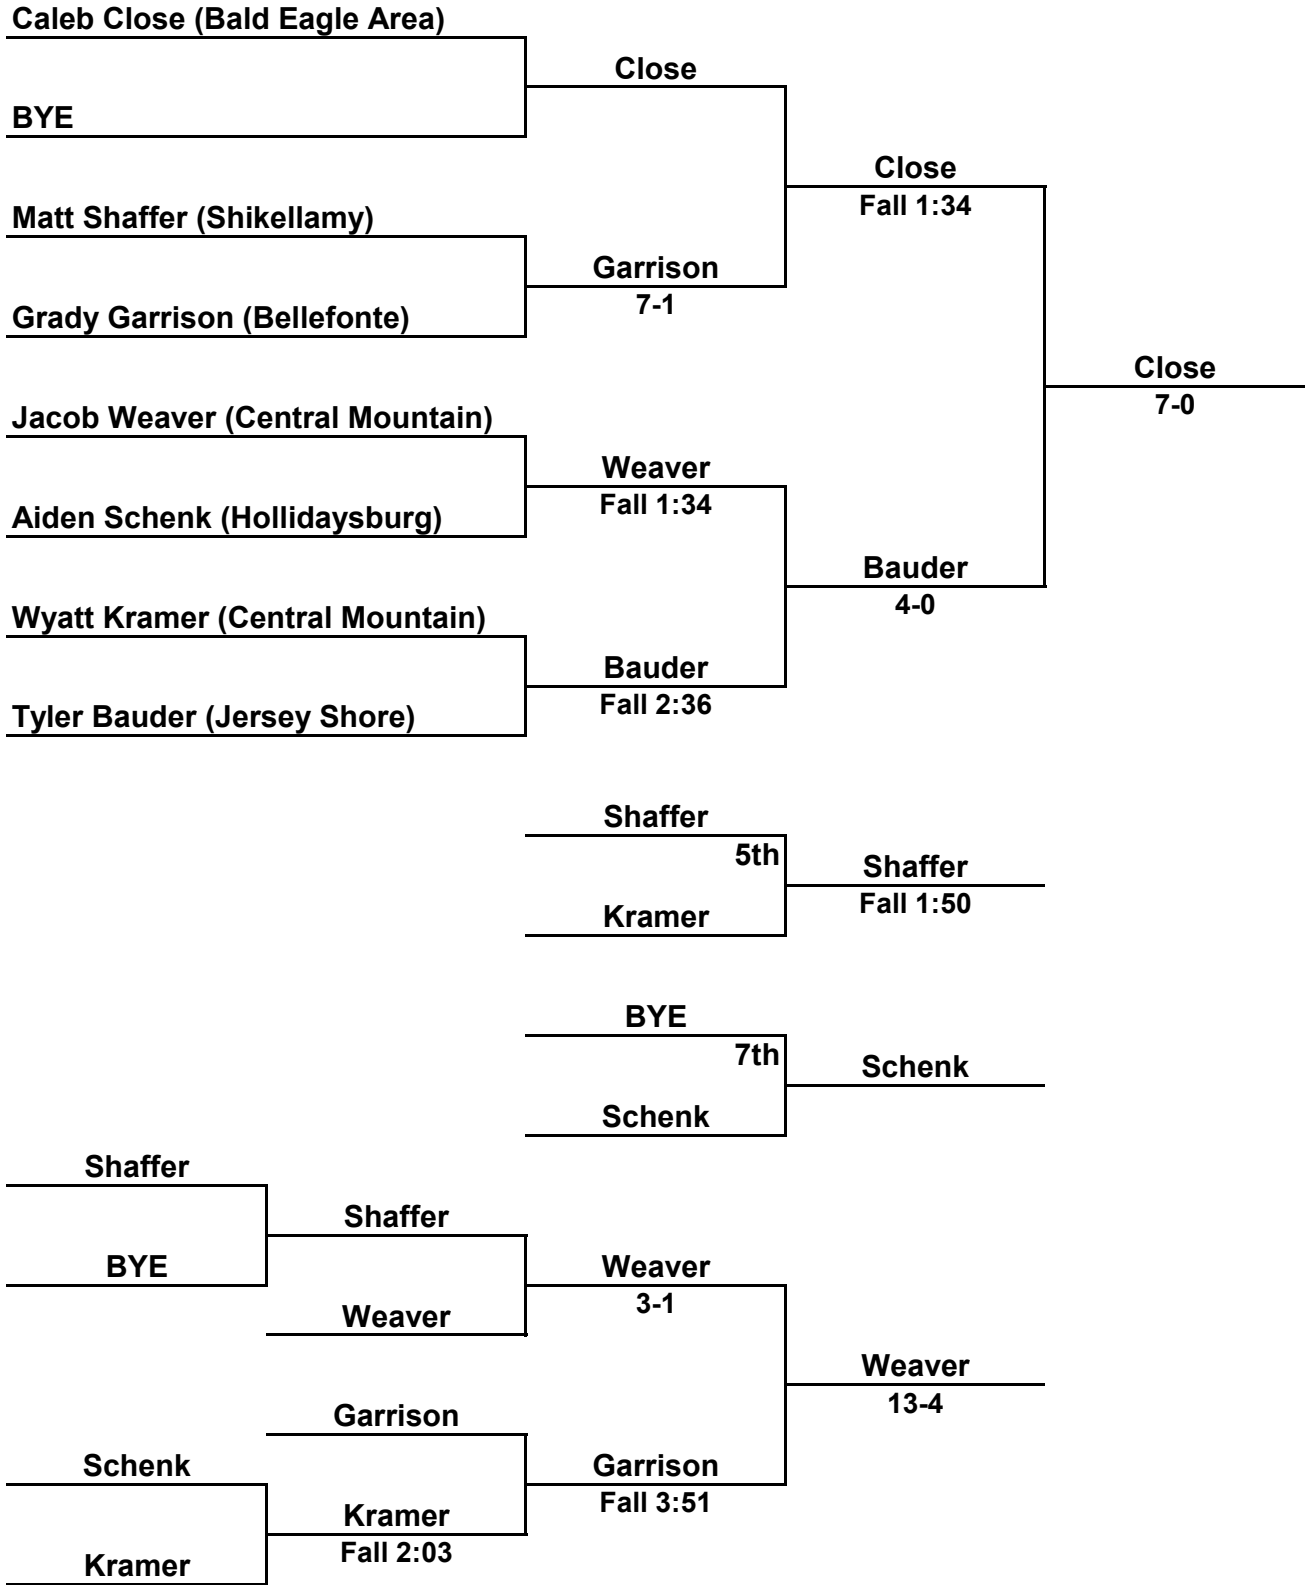 Caleb Close (Bald Eagle Area)
Close
BYE
Close
Fall 1:34
Matt Shaffer (Shikellamy)
Garrison
7-1
Grady Garrison (Bellefonte)
Close
7-0
Jacob Weaver (Central Mountain)
Weaver
Fall 1:34
Aiden Schenk (Hollidaysburg)
Bauder
4-0
Wyatt Kramer (Central Mountain)
Bauder
Fall 2:36
Tyler Bauder (Jersey Shore)
Shaffer
5th
Shaffer
Fall 1:50
Kramer
BYE
7th
Schenk
Schenk
Shaffer
Shaffer
BYE
Weaver
3-1
Weaver
Weaver
13-4
Garrison
Schenk
Garrison
Fall 3:51
Kramer
Fall 2:03
Kramer